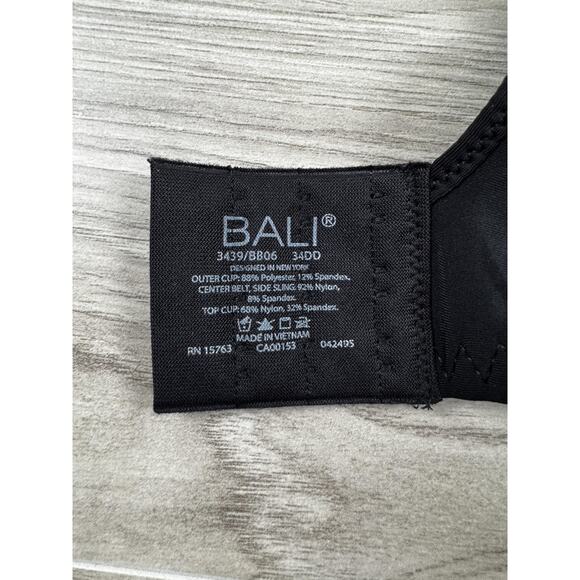 BALI®
3439/BB06 34DD
DESIGNED IN NEW YORK
OUTER CUP: 88% Polyester, 12% Spandex.
CENTER BELT, SIDE SLING: 92% Nylon,
8% Spandex.
TOP CUP: 68% Nylon, 32% Spandex.
MADE IN VIETNAM
RN 15763 CA00153 042495